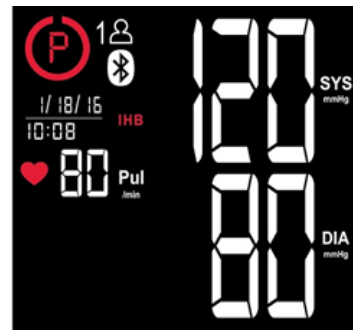 P 1
120 SYS
mmHg
1/18/16
10:08 IHB
80 Pul
/min
80 DIA
mmHg